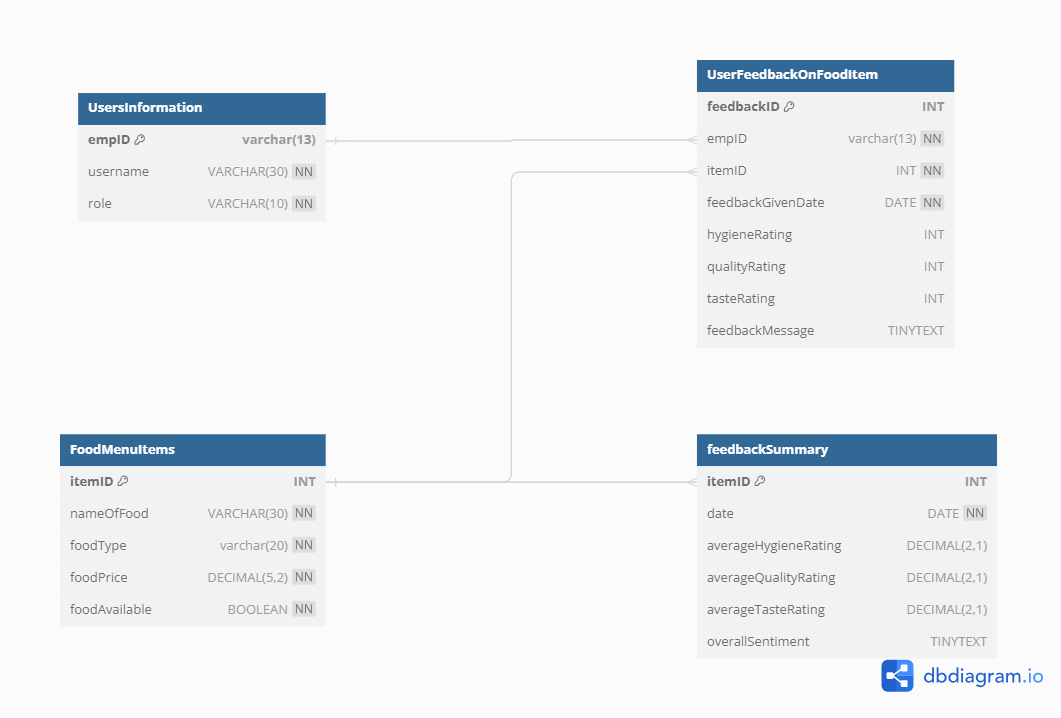 UsersInformation
empID varchar(13)
username VARCHAR(30) NN
role VARCHAR(10) NN
UserFeedbackOnFoodItem
feedbackID INT
empID varchar(13) NN
itemID INT NN
feedbackGivenDate DATE NN
hygieneRating INT
qualityRating INT
tasteRating INT
feedbackMessage TINYTEXT
FoodMenuItems
itemID INT
nameOfFood VARCHAR(30) NN
foodType varchar(20) NN
foodPrice DECIMAL(5,2) NN
foodAvailable BOOLEAN NN
feedbackSummary
itemID INT
date DATE NN
averageHygieneRating DECIMAL(2,1)
averageQualityRating DECIMAL(2,1)
averageTasteRating DECIMAL(2,1)
overallSentiment TINYTEXT
dbdiagram.io